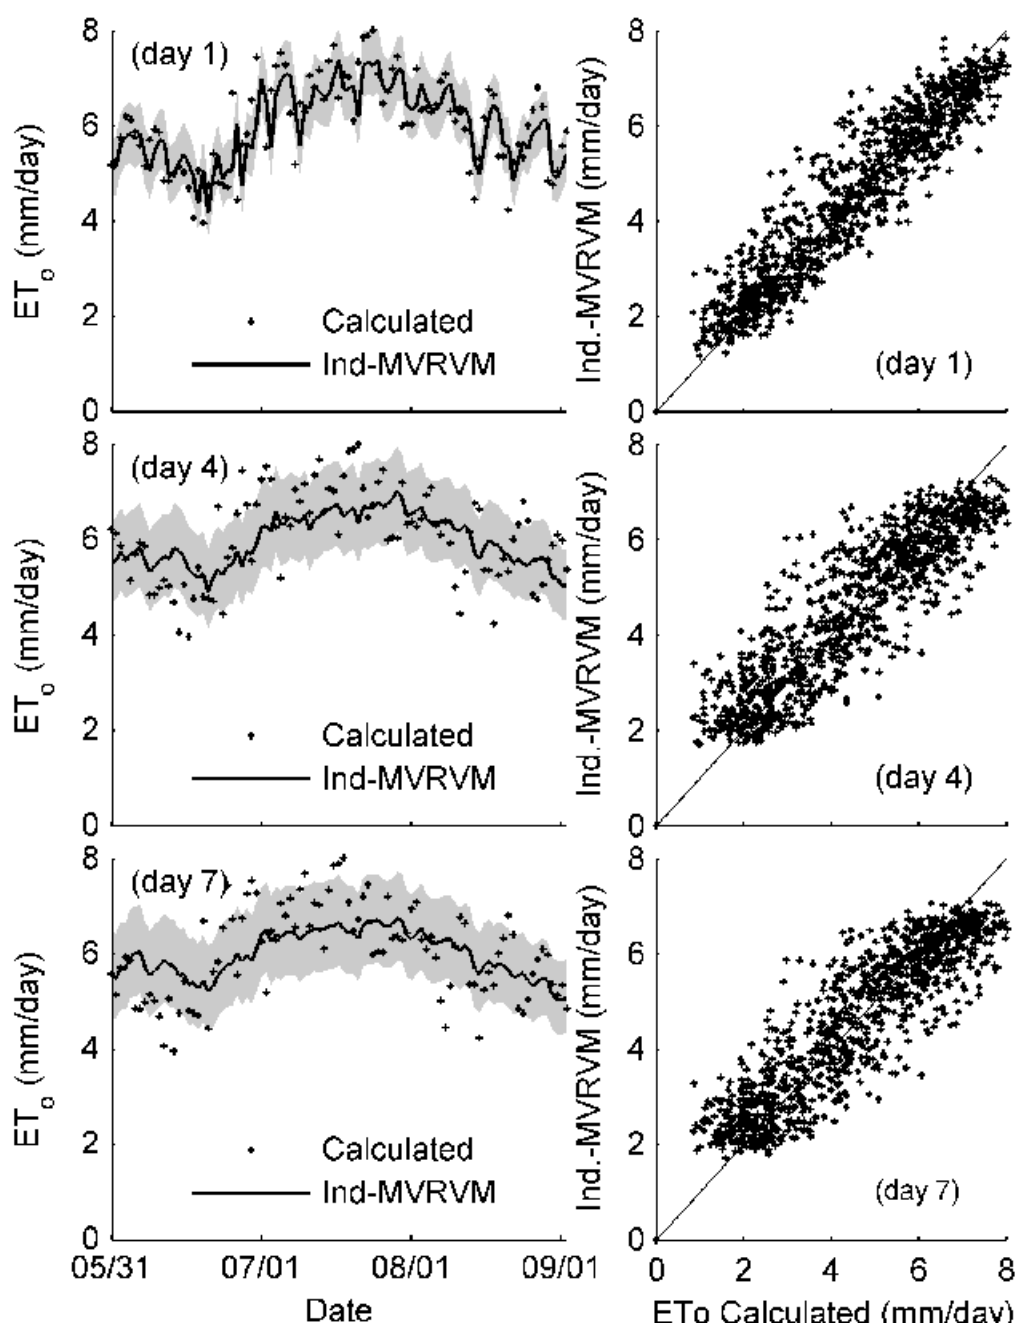 8
6
4
2
0
ETo (mm/day)
(day 1)
Calculated
Ind-MVRVM
8
6
4
2
0
Ind.-MVRVM (mm/day)
(day 1)
8
6
4
2
0
ETo (mm/day)
(day 4)
Calculated
Ind-MVRVM
8
6
4
2
0
Ind.-MVRVM (mm/day)
(day 4)
8
6
4
2
0
ETo (mm/day)
(day 7)
Calculated
Ind-MVRVM
05/31 07/01 08/01 09/01
Date
8
6
4
2
0
Ind.-MVRVM (mm/day)
(day 7)
0 2 4 6 8
ETo Calculated (mm/day)